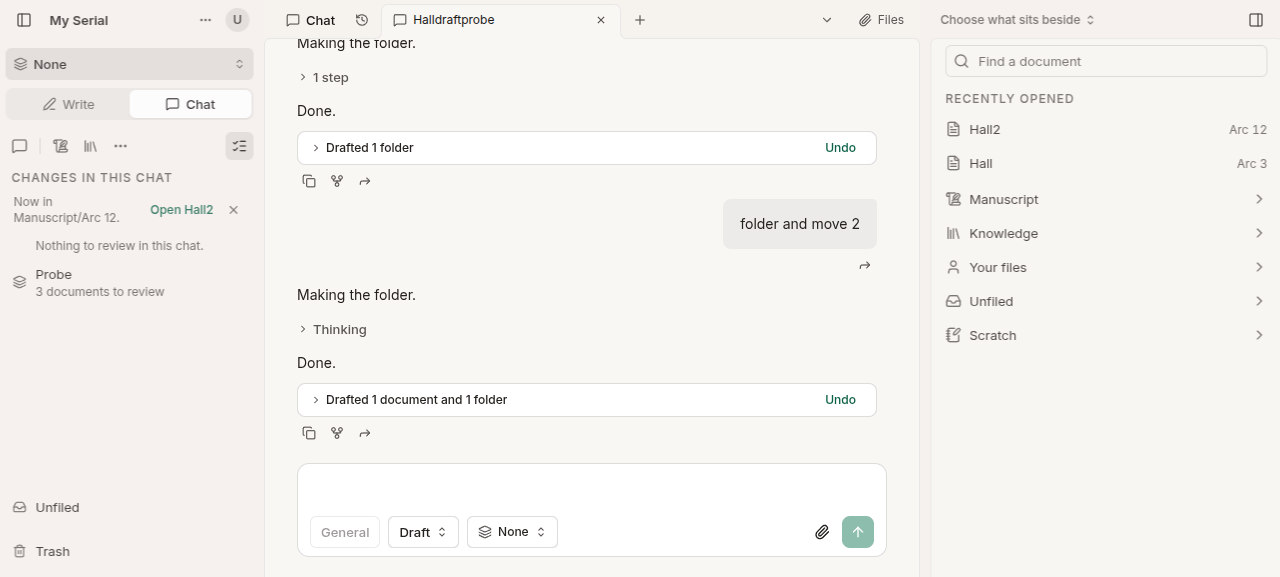 My Serial
U
None
Write
Chat
CHANGES IN THIS CHAT
Now in
Manuscript/Arc 12.
Open Hall2
Nothing to review in this chat.
Probe
3 documents to review
Unfiled
Trash
Chat
Halldraftprobe
Files
Making the folder.
1 step
Done.
Drafted 1 folder
Undo
folder and move 2
Making the folder.
Thinking
Done.
Drafted 1 document and 1 folder
Undo
General
Draft
None
Choose what sits beside
Find a document
RECENTLY OPENED
Hall2 Arc 12
Hall Arc 3
Manuscript
Knowledge
Your files
Unfiled
Scratch